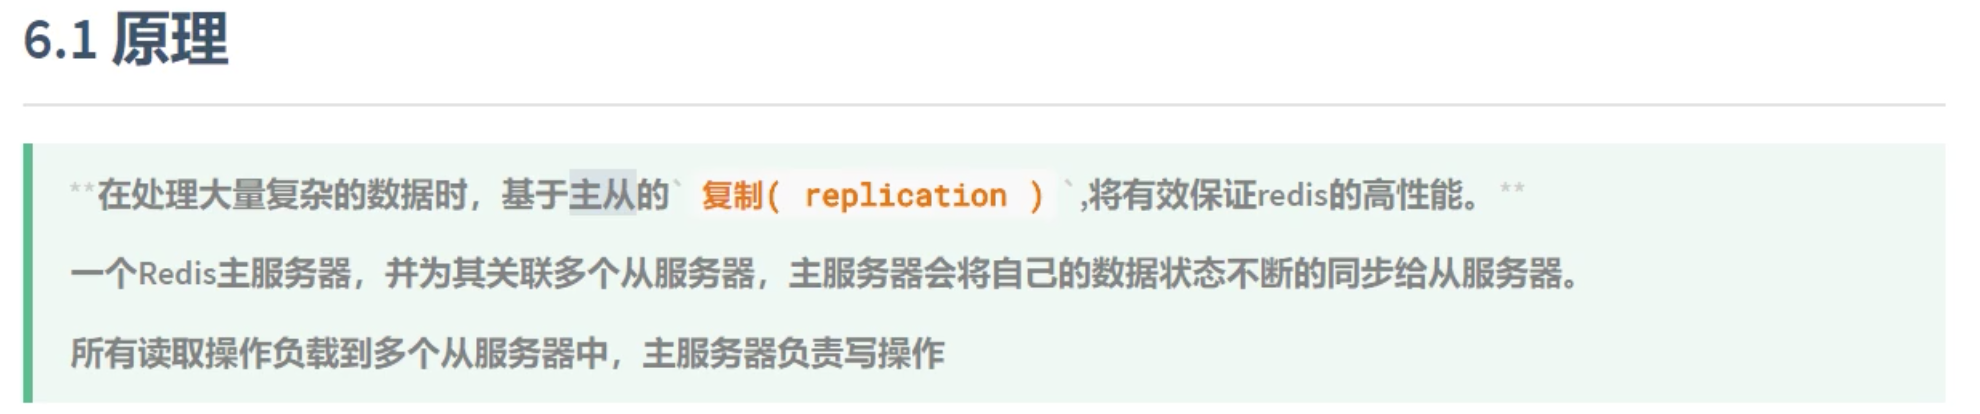 6.1 原理
**在处理大量复杂的数据时，基于主从的` 复制( replication ) `,将有效保证redis的高性能。**
一个Redis主服务器，并为其关联多个从服务器，主服务器会将自己的数据状态不断的同步给从服务器。
所有读取操作负载到多个从服务器中，主服务器负责写操作